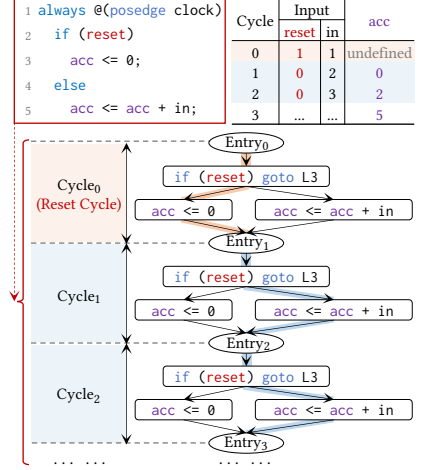 1 always @(posedge clock)
2 if (reset)
3 acc <= 0;
4 else
5 acc <= acc + in;
Cycle Input acc
reset in
0 1 1 undefined
1 0 2 0
2 0 3 2
3 ... ... 5
Entry0
Cycle0
(Reset Cycle)
if (reset) goto L3
acc <= 0 acc <= acc + in
Entry1
Cycle1
if (reset) goto L3
acc <= 0 acc <= acc + in
Entry2
Cycle2
if (reset) goto L3
acc <= 0 acc <= acc + in
Entry3
... ... ... ...